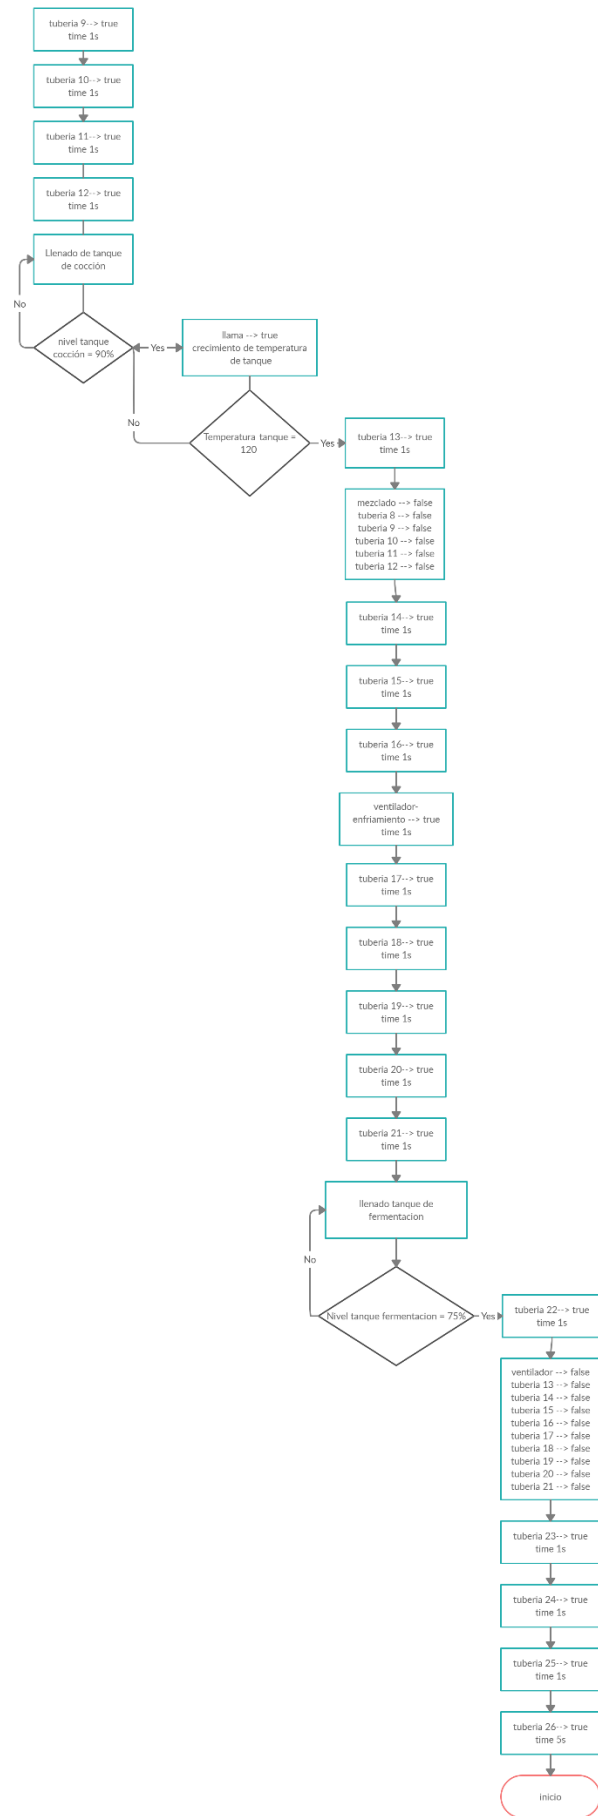 tuberia 9--> true
time 1s
tuberia 10--> true
time 1s
tuberia 11--> true
time 1s
tuberia 12--> true
time 1s
Llenado de tanque
de cocción
No
nivel tanque
cocción = 90%
Yes
llama --> true
crecimiento de temperatura
de tanque
No
Temperatura tanque =
120
Yes
tuberia 13--> true
time 1s
mezclado --> false
tuberia 8 --> false
tuberia 9 --> false
tuberia 10 --> false
tuberia 11 --> false
tuberia 12 --> false
tuberia 14--> true
time 1s
tuberia 15--> true
time 1s
tuberia 16--> true
time 1s
ventilador-
enfriamiento --> true
time 1s
tuberia 17--> true
time 1s
tuberia 18--> true
time 1s
tuberia 19--> true
time 1s
tuberia 20--> true
time 1s
tuberia 21--> true
time 1s
llenado tanque de
fermentacion
No
Nivel tanque fermentacion = 75%
Yes
tuberia 22--> true
time 1s
ventilador --> false
tuberia 13 --> false
tuberia 14 --> false
tuberia 15 --> false
tuberia 16 --> false
tuberia 17 --> false
tuberia 18 --> false
tuberia 19 --> false
tuberia 20 --> false
tuberia 21 --> false
tuberia 23--> true
time 1s
tuberia 24--> true
time 1s
tuberia 25--> true
time 1s
tuberia 26--> true
time 5s
inicio